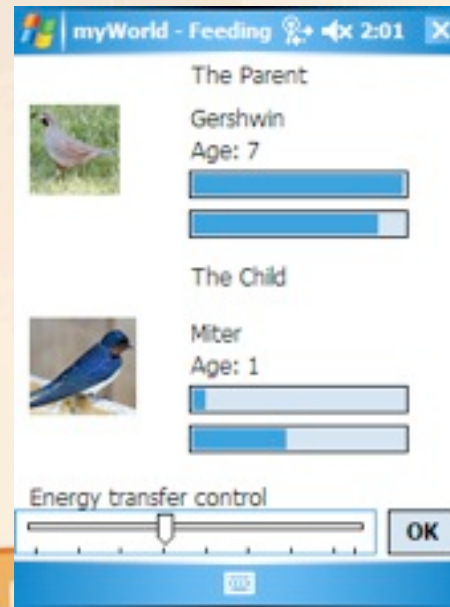 myWorld - Feeding 2:01
The Parent
Gershwin
Age: 7
The Child
Miter
Age: 1
Energy transfer control
OK